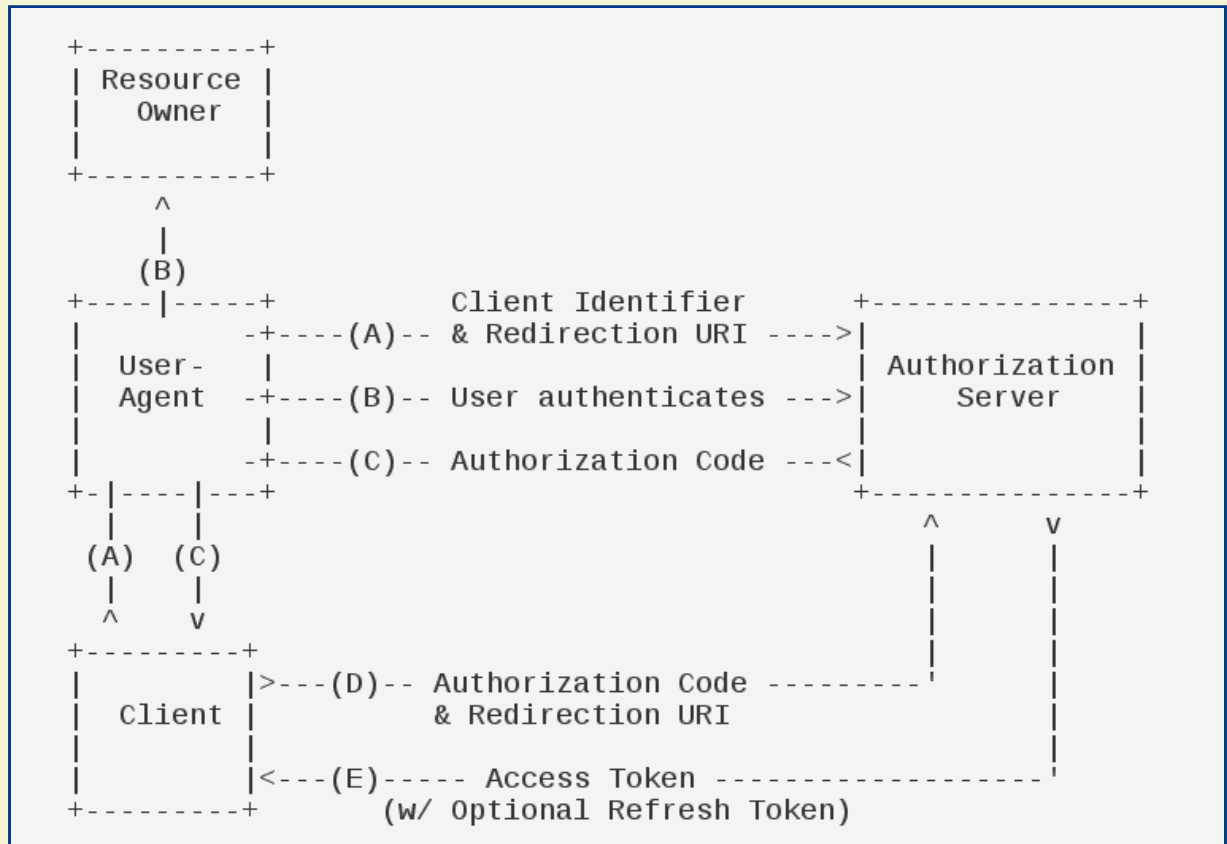 +----------+
| Resource |
|   Owner  |
|          |
+----------+
     ^
     |
    (B)
+----|-----+          Client Identifier      +---------------+
|         -+----(A)-- & Redirection URI ---->|               |
|  User-   |                                 | Authorization |
|  Agent  -+----(B)-- User authenticates --->|     Server    |
|          |                                 |               |
|         -+----(C)-- Authorization Code ---<|               |
+-|----|---+                                 +---------------+
  |    |                                         ^      v
 (A)  (C)                                        |      |
  |    |                                         |      |
  ^    v                                         |      |
+---------+                                      |      |
|         |>---(D)-- Authorization Code ---------'      |
|  Client |          & Redirection URI                  |
|         |                                             |
|         |<---(E)----- Access Token -------------------'
+---------+       (w/ Optional Refresh Token)